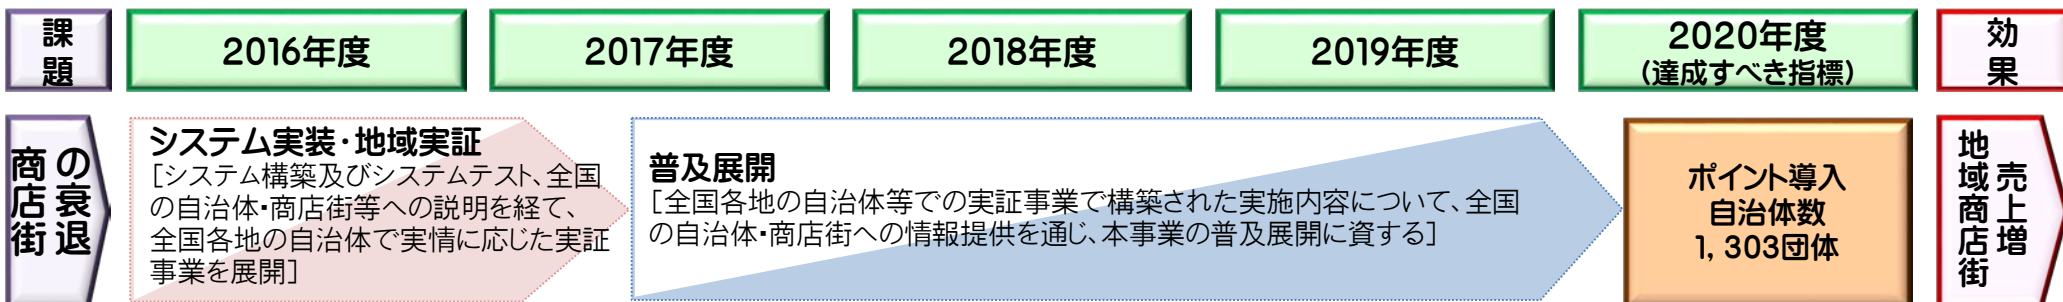 課題
2016年度
2017年度
2018年度
2019年度
2020年度
(達成すべき指標)
効果
商店街
の衰退
システム実装・地域実証
[システム構築及びシステムテスト、全国
の自治体・商店街等への説明を経て、
全国各地の自治体で実情に応じた実証
事業を展開]
普及展開
[全国各地の自治体等での実証事業で構築された実施内容について、全国
の自治体・商店街への情報提供を通じ、本事業の普及展開に資する]
ポイント導入
自治体数
1,303団体
地域商店街
売上増